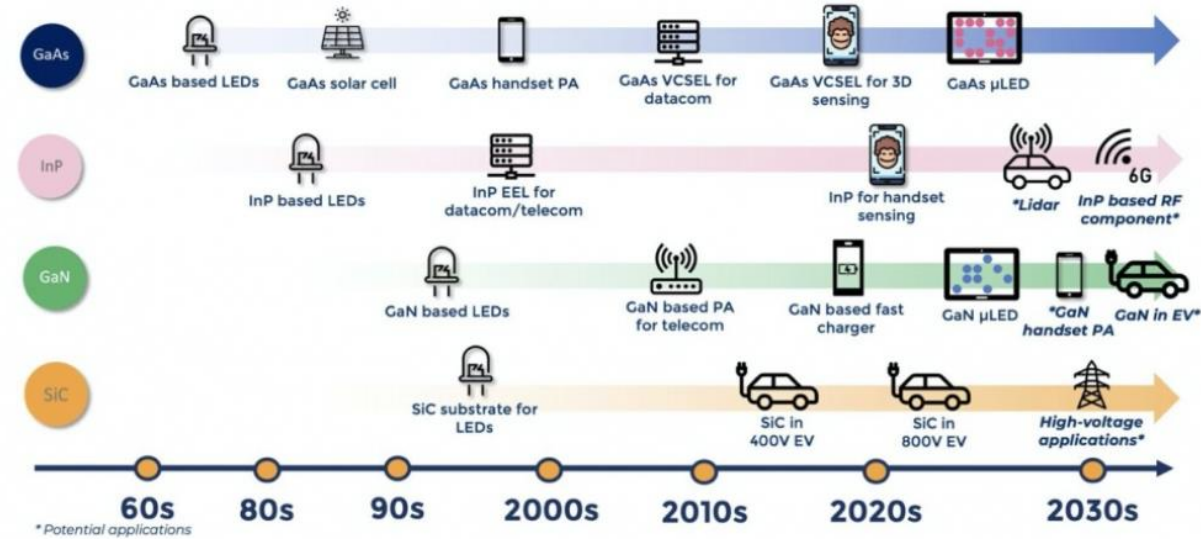 GaAs
GaAs based LEDs
GaAs solar cell
GaAs handset PA
GaAs VCSEL for
datacom
GaAs VCSEL for 3D
sensing
GaAs µLED
InP
InP based LEDs
InP EEL for
datacom/telecom
InP for handset
sensing
*Lidar
6G
InP based RF
component*
GaN
GaN based LEDs
GaN based PA
for telecom
GaN based fast
charger
GaN µLED
*GaN
handset PA
GaN in EV*
SiC
SiC substrate for
LEDs
SiC in
400V EV
SiC in
800V EV
High-voltage
applications*
60s
80s
90s
2000s
2010s
2020s
2030s
* Potential applications